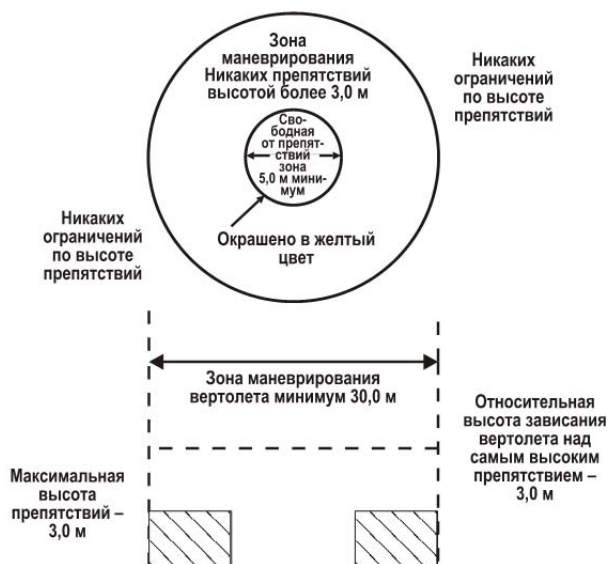 Зона
маневрирования
Никаких препятствий
высотой более 3,0 м
Никаких
ограничений
по высоте
препятствий
Сво-
бодная
от препят-
ствий
зона
5,0 м мини-
мум
Никаких
ограничений
по высоте
препятствий
Окрашено в желтый
цвет
Зона маневрирования
вертолета минимум 30,0 м
Относительная
высота зависания
вертолета над
самым высоким
препятствием –
3,0 м
Максимальная
высота
препятствий –
3,0 м